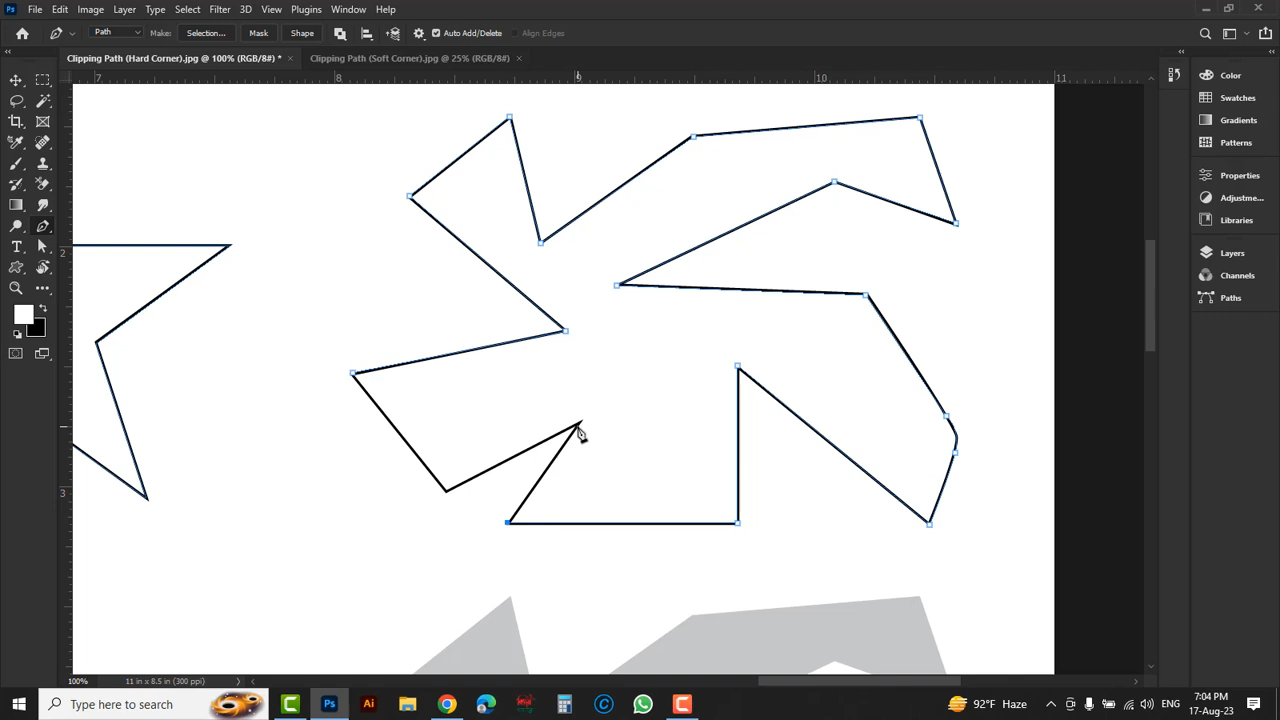 Ps File Edit Image Layer Type Select Filter 3D View Plugins Window Help
Path Make: Selection... Mask Shape Auto Add/Delete Align Edges
Clipping Path (Hard Corner).jpg @ 100% (RGB/8#) * × Clipping Path (Soft Corner).jpg @ 25% (RGB/8#) ×
7 8 9 10 11
Color
Swatches
Gradients
Patterns
Properties
Adjustme...
Libraries
Layers
Channels
Paths
2
3
100% 11 in x 8.5 in (300 ppi)
Type here to search Ps Ai 92°F Haze ENG 7:04 PM
17-Aug-23